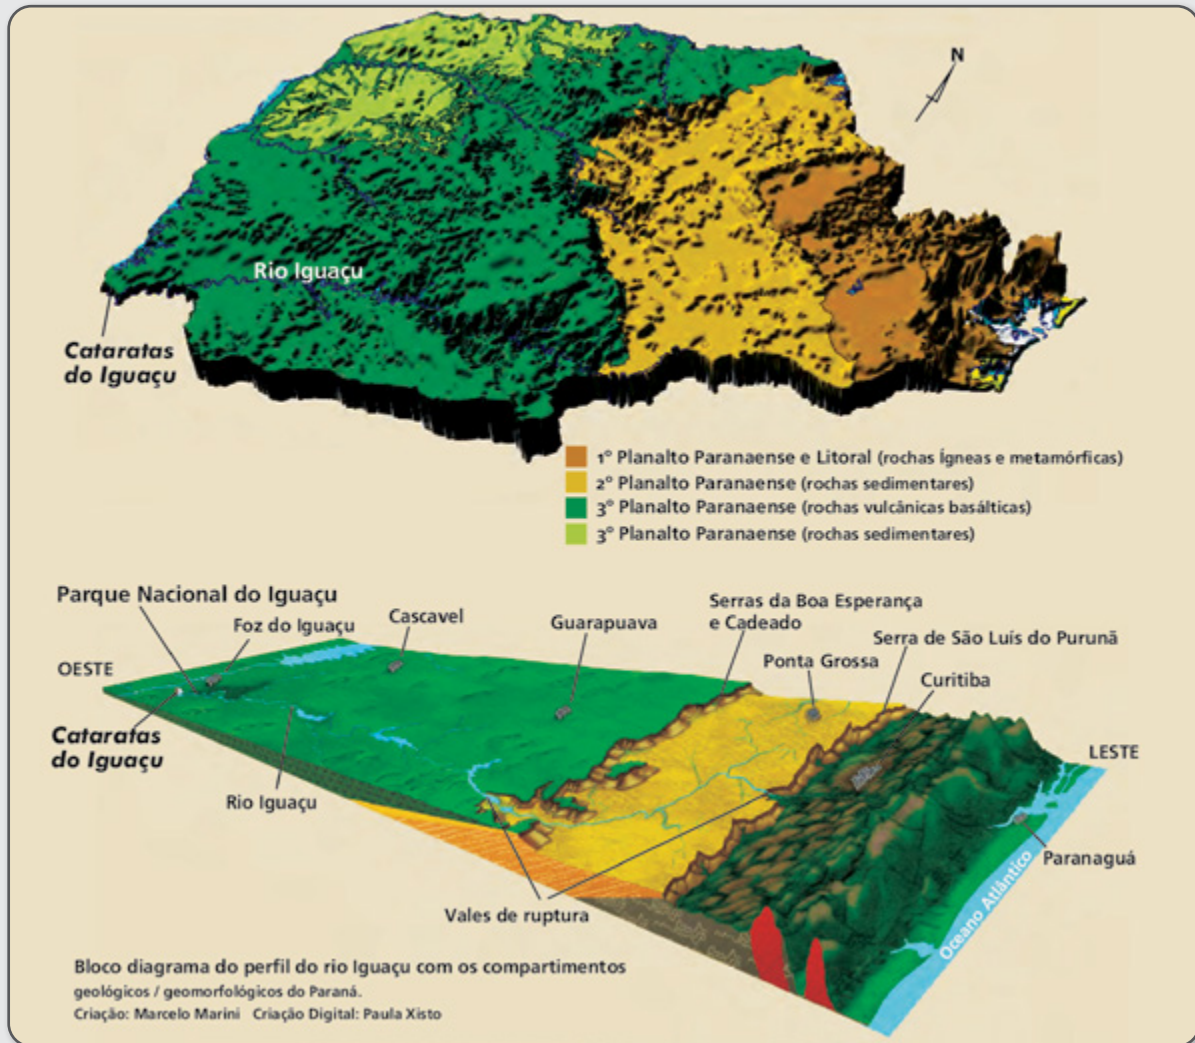 N
Rio Iguaçu
Cataratas
do Iguaçu
1º Planalto Paranaense e Litoral (rochas Ígneas e metamórficas)
2º Planalto Paranaense (rochas sedimentares)
3º Planalto Paranaense (rochas vulcânicas basálticas)
3º Planalto Paranaense (rochas sedimentares)
Parque Nacional do Iguaçu
Foz do Iguaçu
Cascavel
Guarapuava
Serras da Boa Esperança
e Cadeado
Ponta Grossa
Serra de São Luís do Purunã
Curitiba
OESTE
LESTE
Cataratas
do Iguaçu
Rio Iguaçu
Vales de ruptura
Paranaguá
Oceano Atlântico
Bloco diagrama do perfil do rio Iguaçu com os compartimentos
geológicos / geomorfológicos do Paraná.
Criação: Marcelo Marini Criação Digital: Paula Xisto